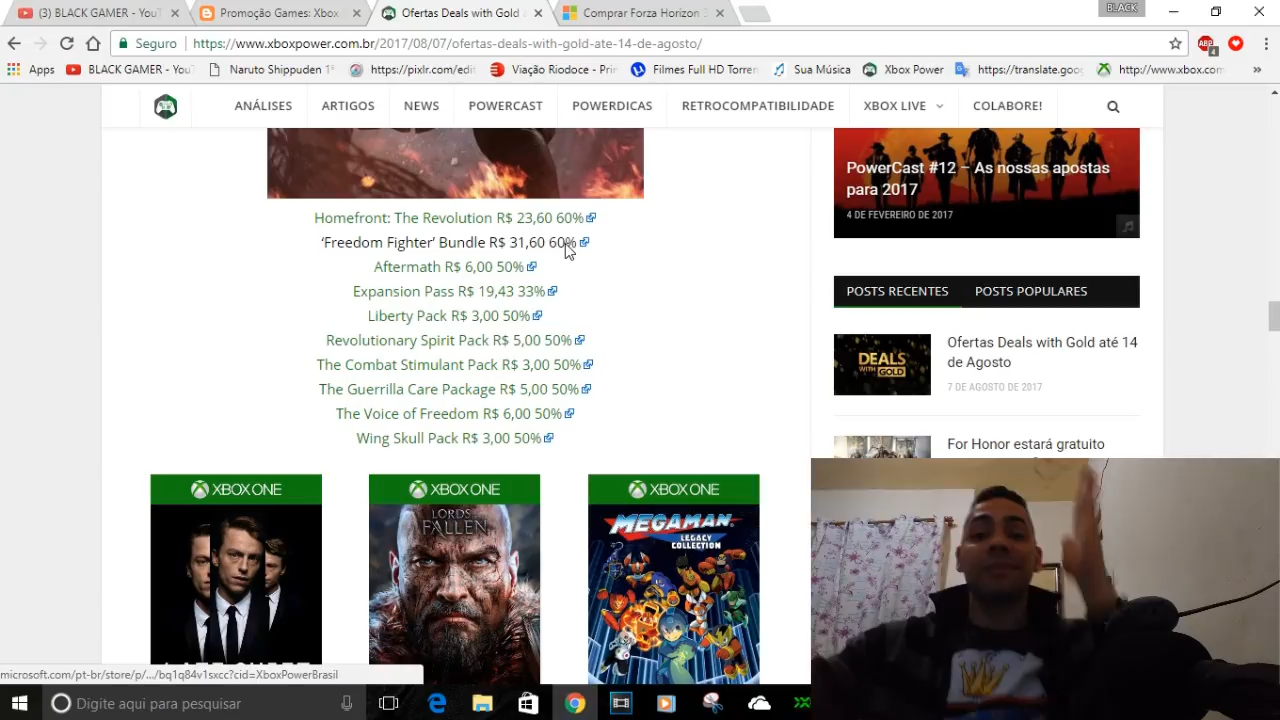 (3) BLACK GAMER - YouT
Promoção Games: Xbox
Ofertas Deals with Gold a
Comprar Forza Horizon 3
BLACK
Seguro
https://www.xboxpower.com.br/2017/08/07/ofertas-deals-with-gold-ate-14-de-agosto/
ABP
4
Apps
BLACK GAMER - You
Naruto Shippuden 1ª
https://pixlr.com/edit
Viação Riodoce - Prin
Filmes Full HD Torren
Sua Música
Xbox Power
https://translate.goog
http://www.xbox.com
»
ANÁLISES
ARTIGOS
NEWS
POWERCAST
POWERDICAS
RETROCOMPATIBILIDADE
XBOX LIVE
COLABORE!
Homefront: The Revolution R$ 23,60 60%
‘Freedom Fighter’ Bundle R$ 31,60 60%
Aftermath R$ 6,00 50%
Expansion Pass R$ 19,43 33%
Liberty Pack R$ 3,00 50%
Revolutionary Spirit Pack R$ 5,00 50%
The Combat Stimulant Pack R$ 3,00 50%
The Guerrilla Care Package R$ 5,00 50%
The Voice of Freedom R$ 6,00 50%
Wing Skull Pack R$ 3,00 50%
XBOX ONE
XBOX ONE
LORDS
FALLEN
XBOX ONE
MEGAMAN
LEGACY
COLLECTION
PowerCast #12 – As nossas apostas
para 2017
4 DE FEVEREIRO DE 2017
POSTS RECENTES
POSTS POPULARES
DEALS
WITH GOLD
Ofertas Deals with Gold até 14
de Agosto
7 DE AGOSTO DE 2017
For Honor estará gratuito
microsoft.com/pt-br/store/p/.../bq1q84v1sxcc?cid=XboxPowerBrasil
Digite aqui para pesquisar